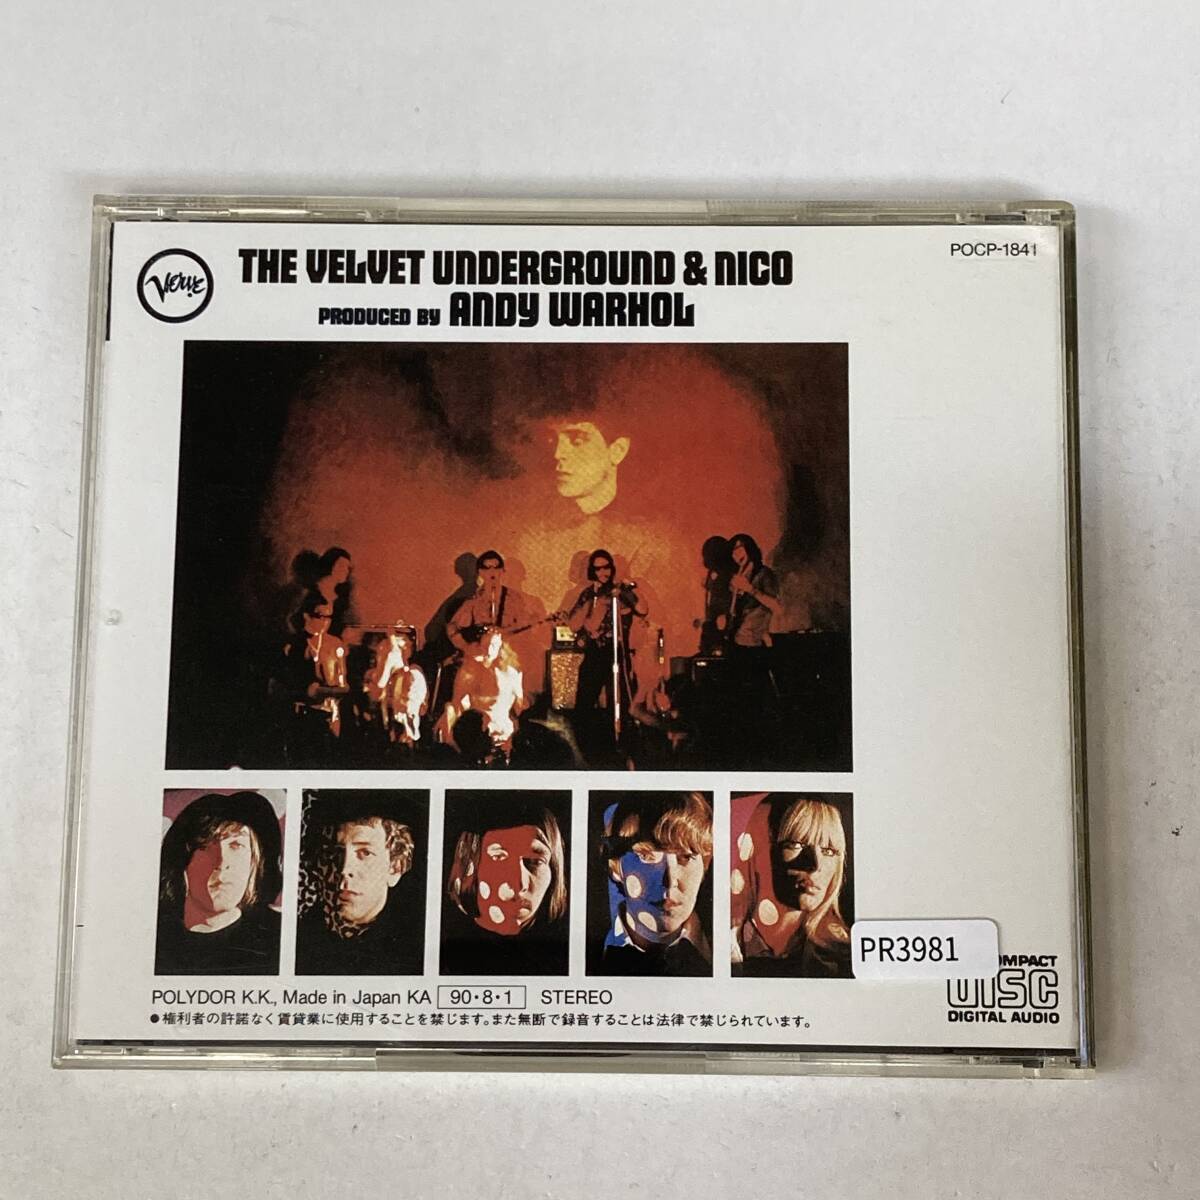 Verve
THE VELVET UNDERGROUND & NICO
PRODUCED BY ANDY WARHOL
POCP-1841
PR3981
COMPACT
DISC
DIGITAL AUDIO
POLYDOR K.K., Made in Japan KA 90・8・1 STEREO
●権利者の許諾なく賃貸業に使用することを禁じます。また無断で録音することは法律で禁じられています。